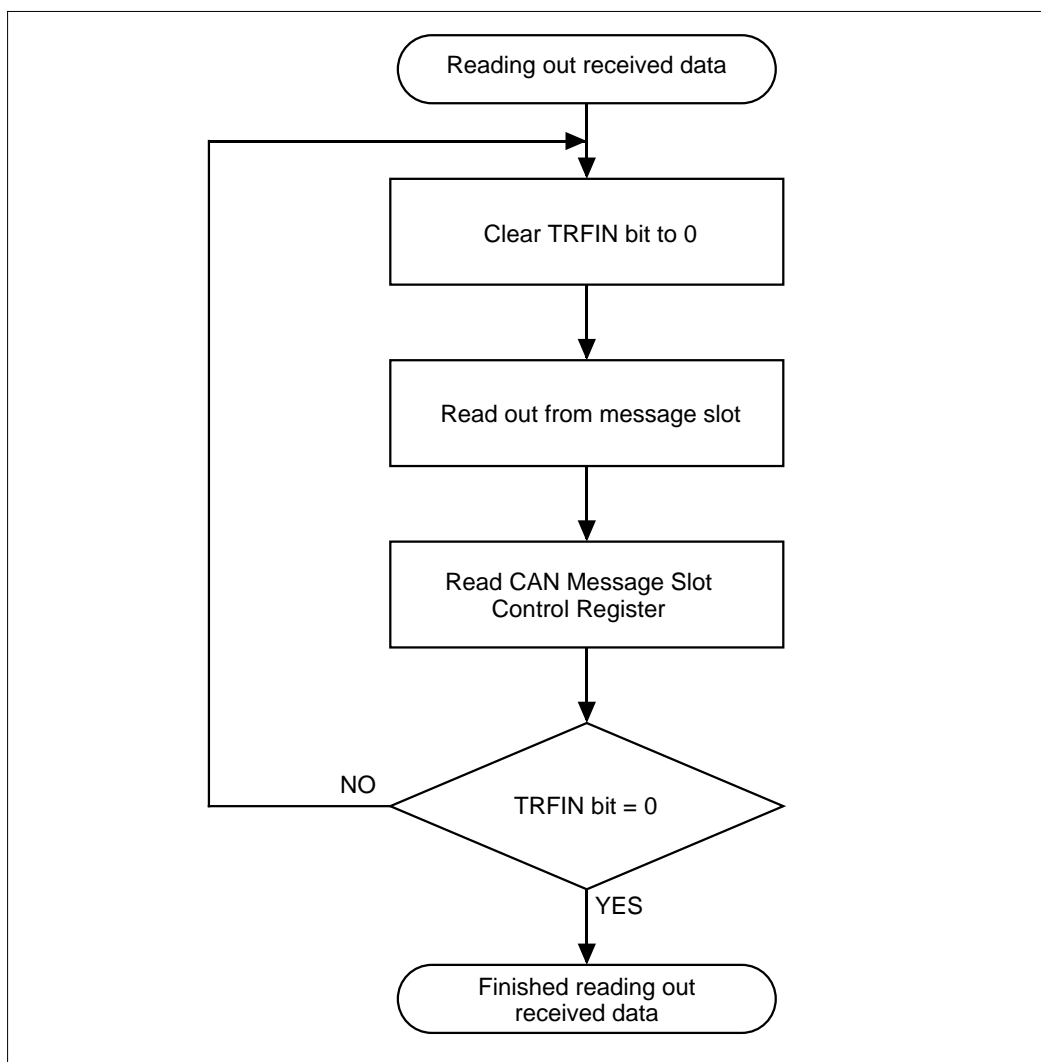 Reading out received data
Clear TRFIN bit to 0
Read out from message slot
Read CAN Message Slot
Control Register
NO
TRFIN bit = 0
YES
Finished reading out
received data